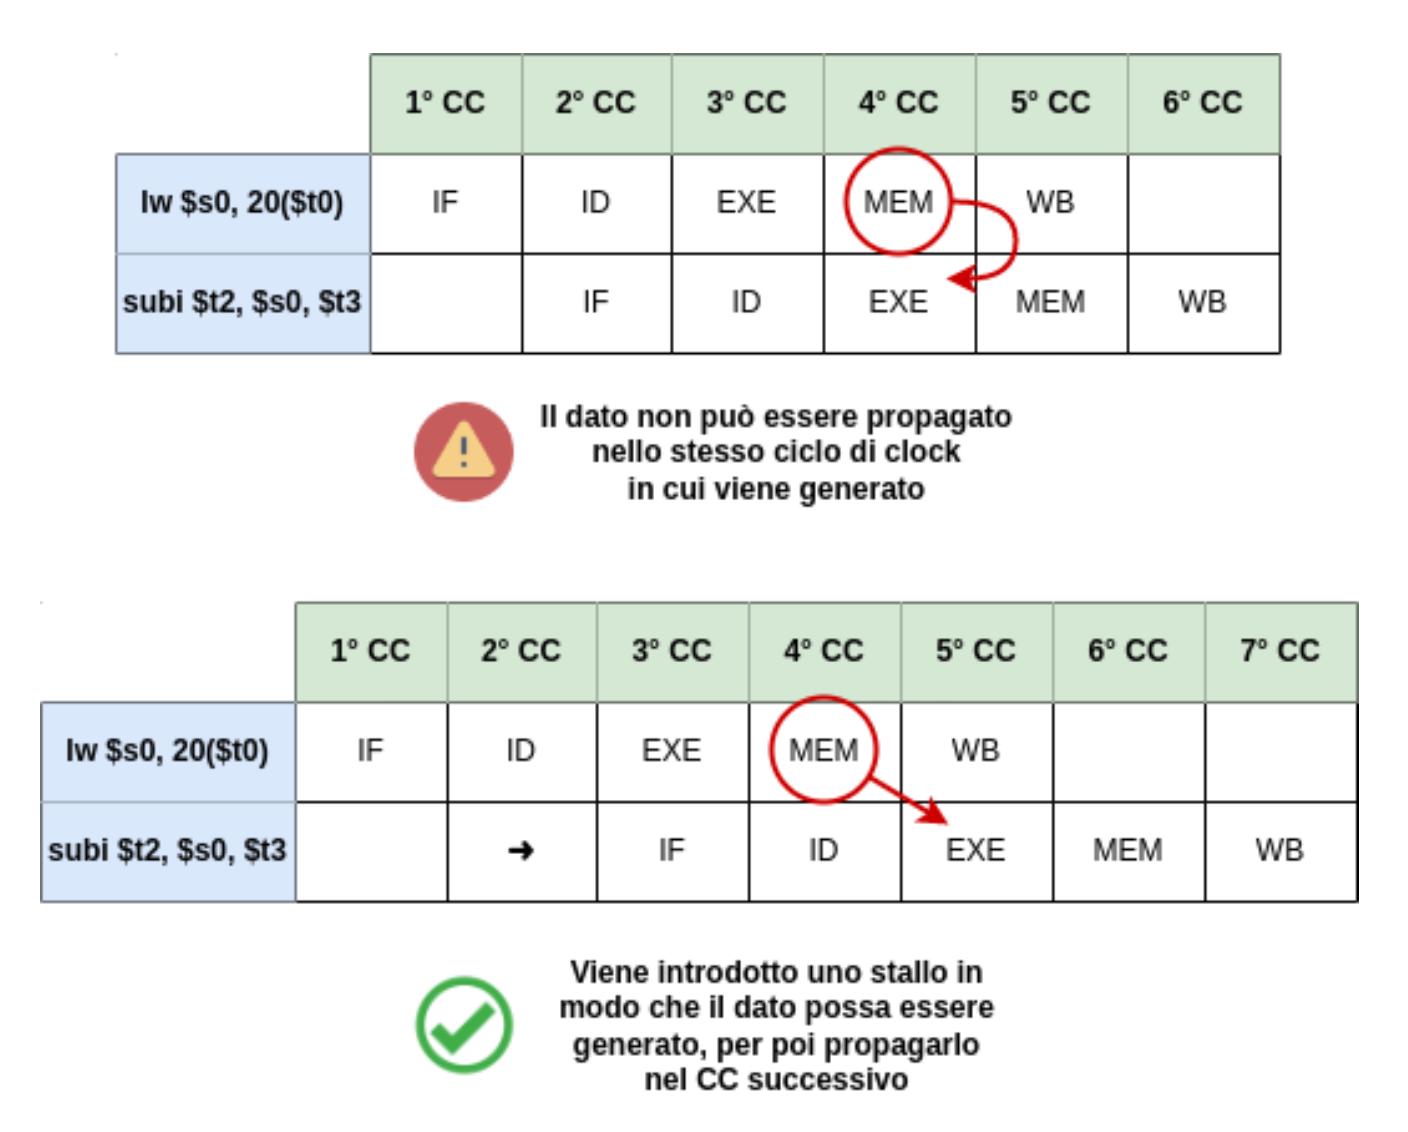 1° CC 2° CC 3° CC 4° CC 5° CC 6° CC
lw $s0, 20($t0) IF ID EXE MEM WB
subi $t2, $s0, $t3 IF ID EXE MEM WB
Il dato non può essere propagato
nello stesso ciclo di clock
in cui viene generato
1° CC 2° CC 3° CC 4° CC 5° CC 6° CC 7° CC
lw $s0, 20($t0) IF ID EXE MEM WB
subi $t2, $s0, $t3 ➜ IF ID EXE MEM WB
Viene introdotto uno stallo in
modo che il dato possa essere
generato, per poi propagarlo
nel CC successivo